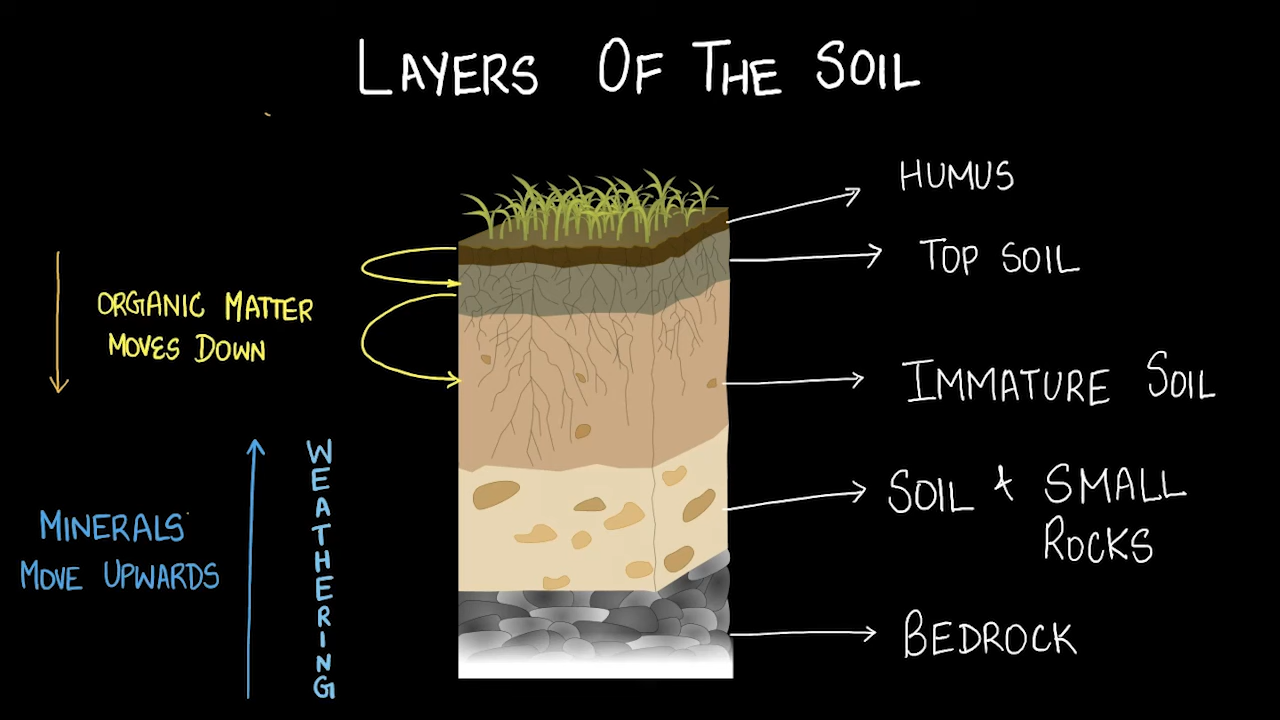 LAYERS OF THE SOIL
HUMUS
TOP SOIL
ORGANIC MATTER
MOVES DOWN
IMMATURE SOIL
WEATHERING
SOIL + SMALL
ROCKS
MINERALS
MOVE UPWARDS
BEDROCK